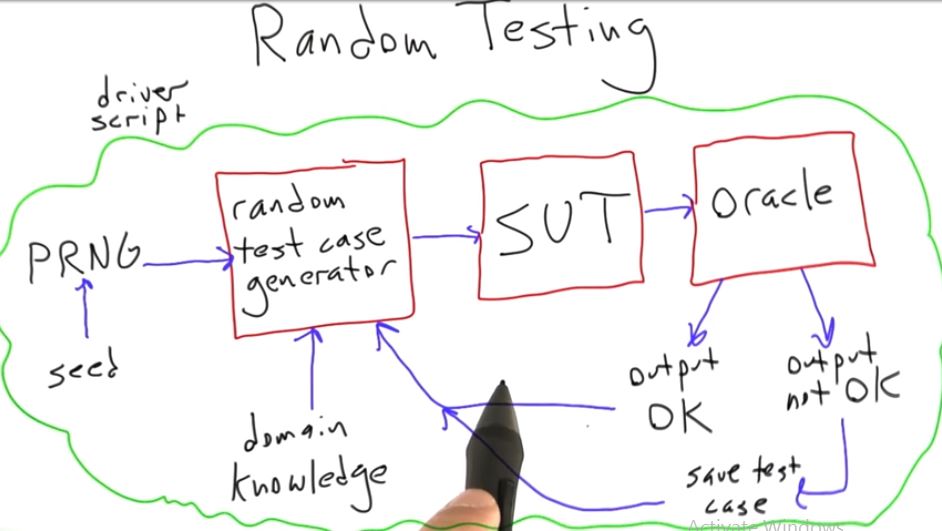 Random Testing
driver
script
PRNG
seed
random
test case
generator
domain
knowledge
SUT
oracle
output
OK
output
not OK
save test
case
Activate Windows